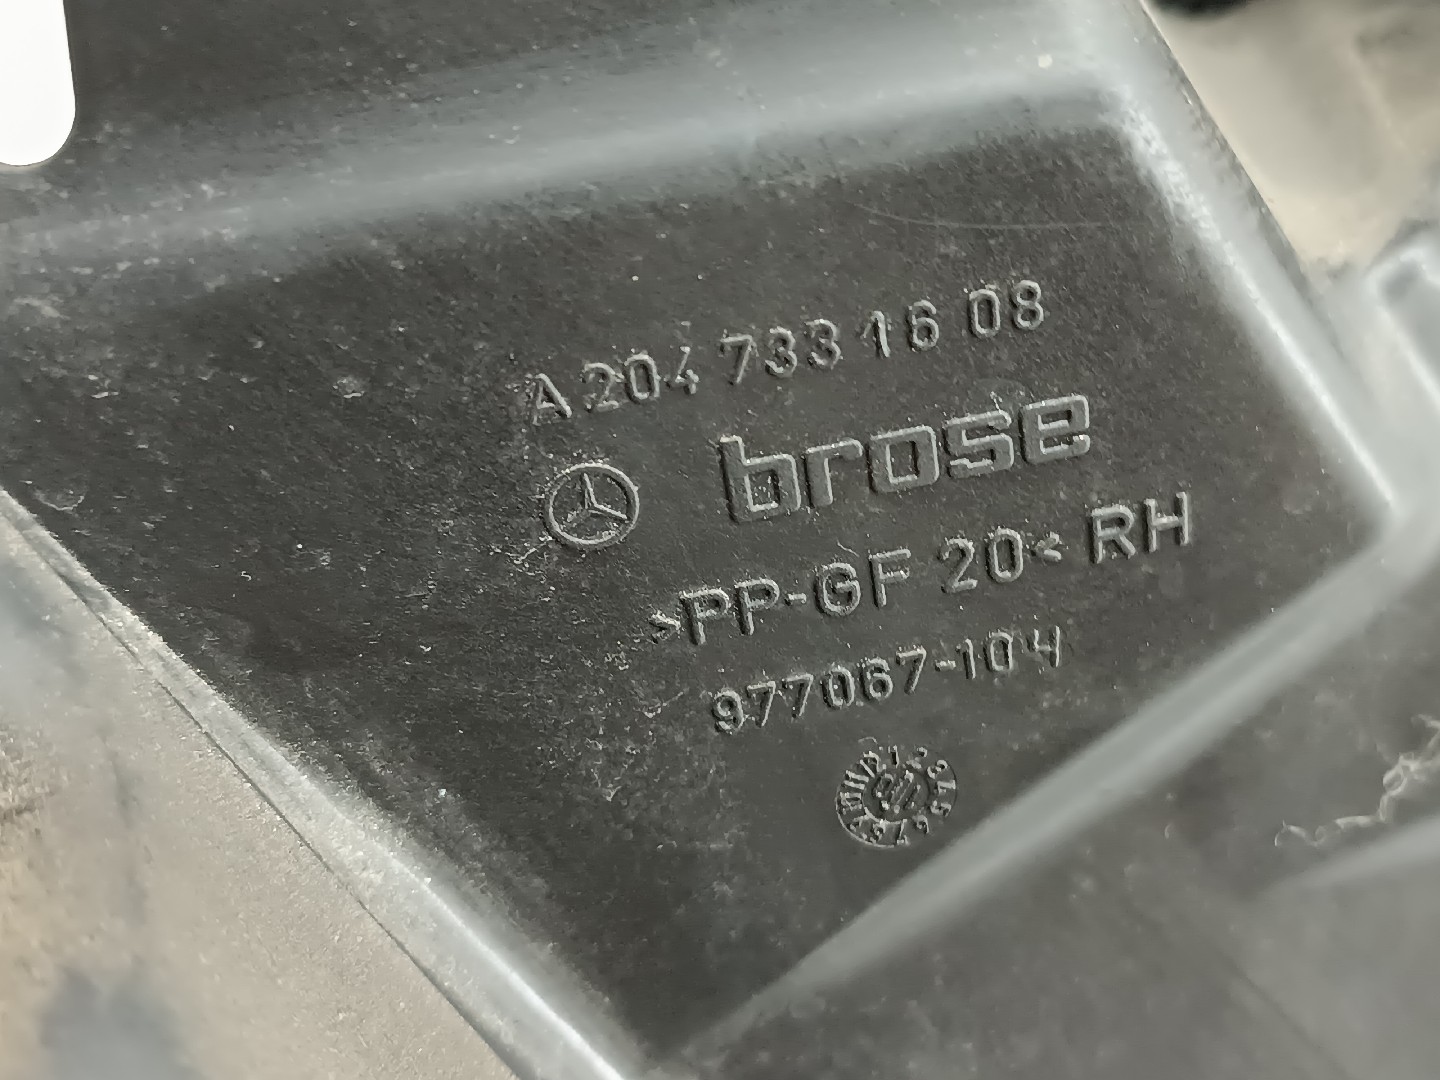 A 204 733 16 08
brose
>PP-GF 20< RH
977067-104